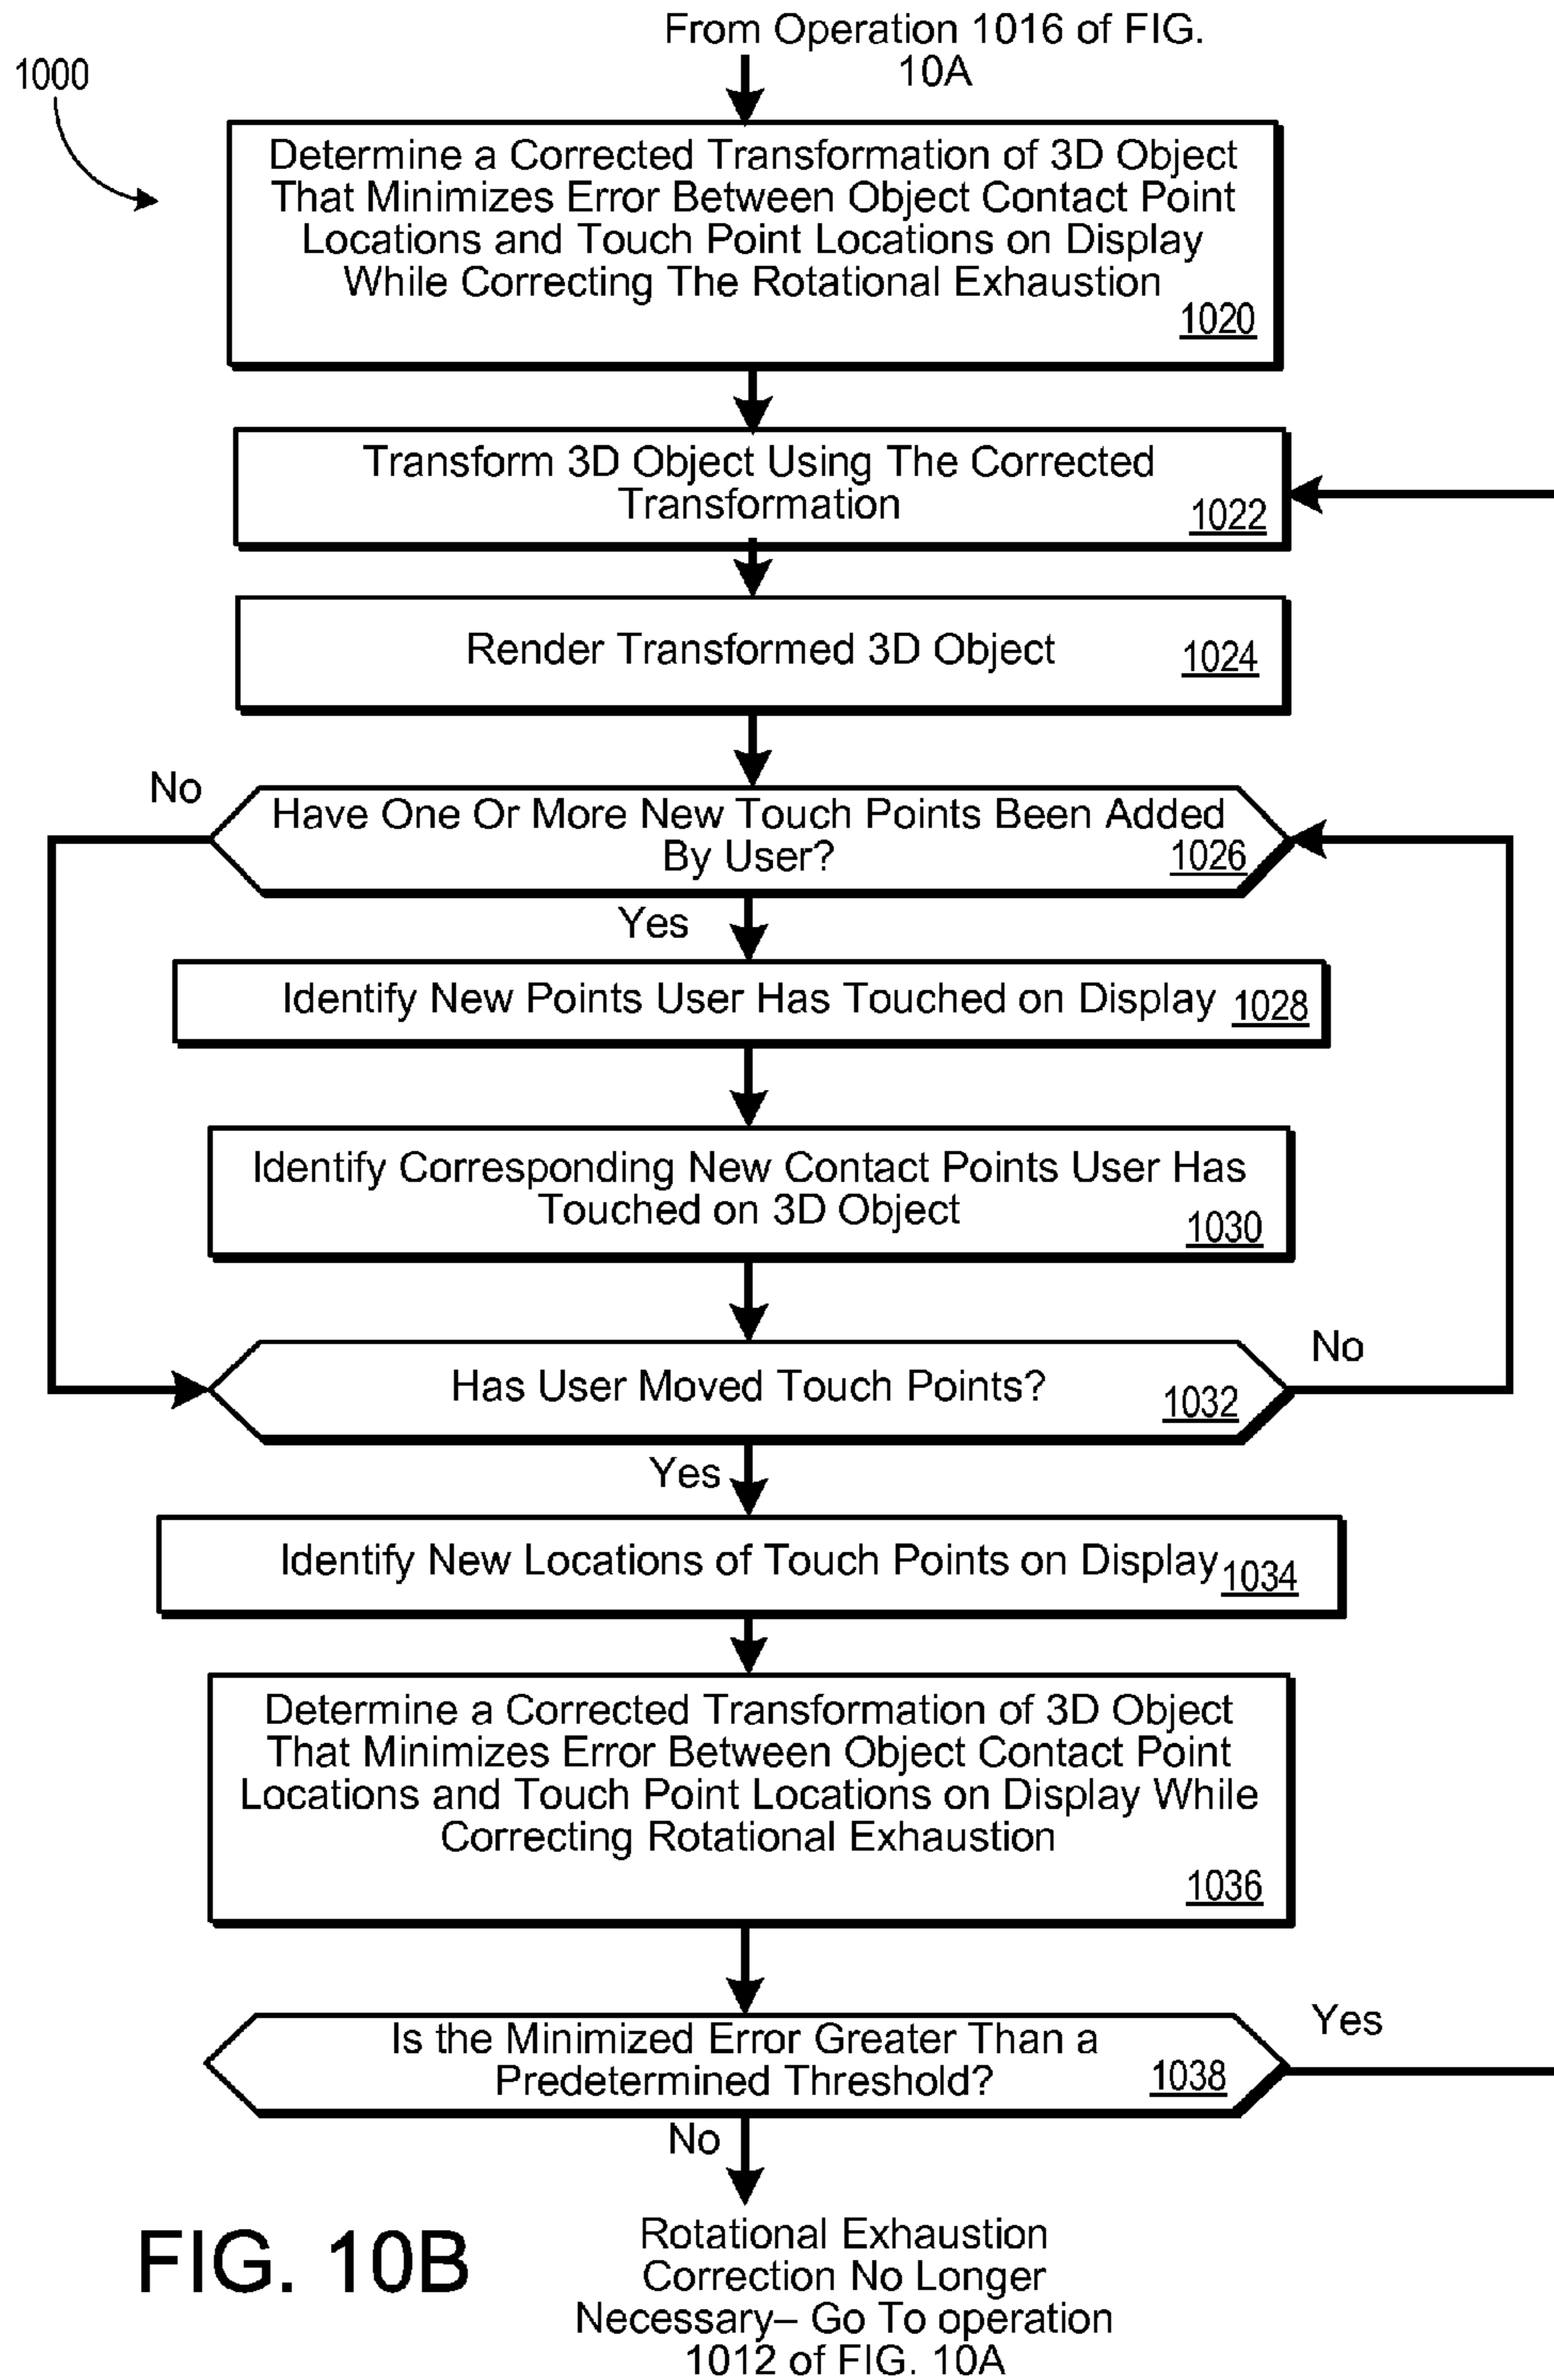 From Operation 1016 of FIG.
10A
1000
Determine a Corrected Transformation of 3D Object
That Minimizes Error Between Object Contact Point
Locations and Touch Point Locations on Display
While Correcting The Rotational Exhaustion
1020
Transform 3D Object Using The Corrected
Transformation
1022
Render Transformed 3D Object
1024
No
Have One Or More New Touch Points Been Added
By User?
1026
Yes
Identify New Points User Has Touched on Display
1028
Identify Corresponding New Contact Points User Has
Touched on 3D Object
1030
Has User Moved Touch Points?
1032
No
Yes
Identify New Locations of Touch Points on Display
1034
Determine a Corrected Transformation of 3D Object
That Minimizes Error Between Object Contact Point
Locations and Touch Point Locations on Display While
Correcting Rotational Exhaustion
1036
Is the Minimized Error Greater Than a
Predetermined Threshold?
1038
Yes
No
Rotational Exhaustion
Correction No Longer
Necessary– Go To operation
1012 of FIG. 10A
FIG. 10B